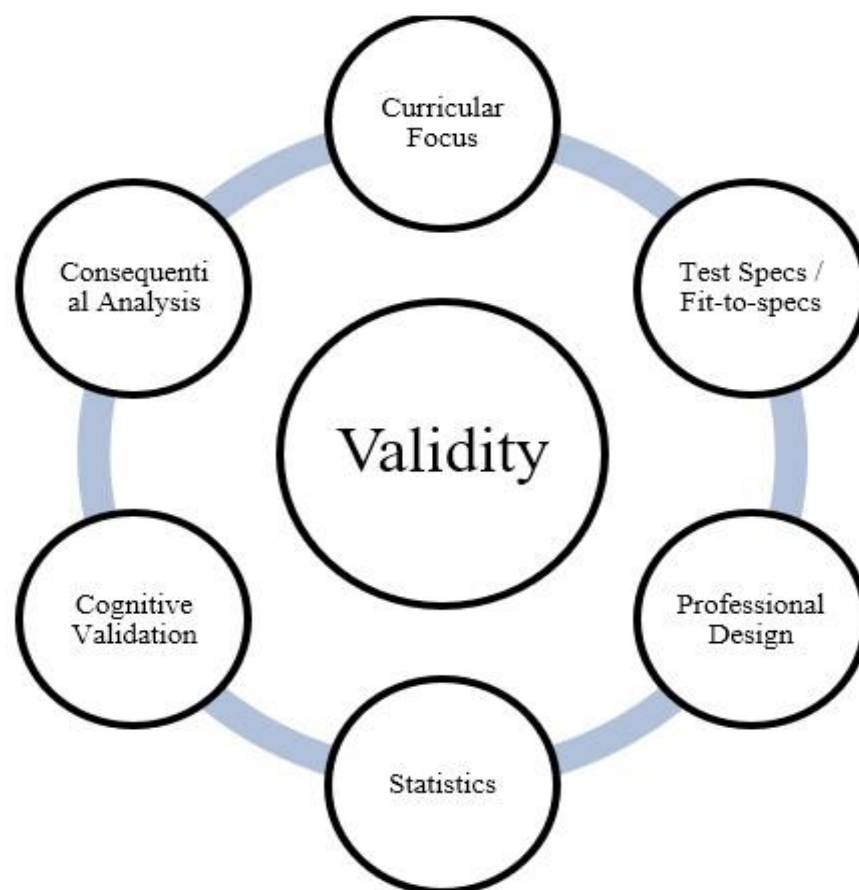 Curricular
Focus
Consequenti
al Analysis
Test Specs /
Fit-to-specs
Validity
Cognitive
Validation
Professional
Design
Statistics